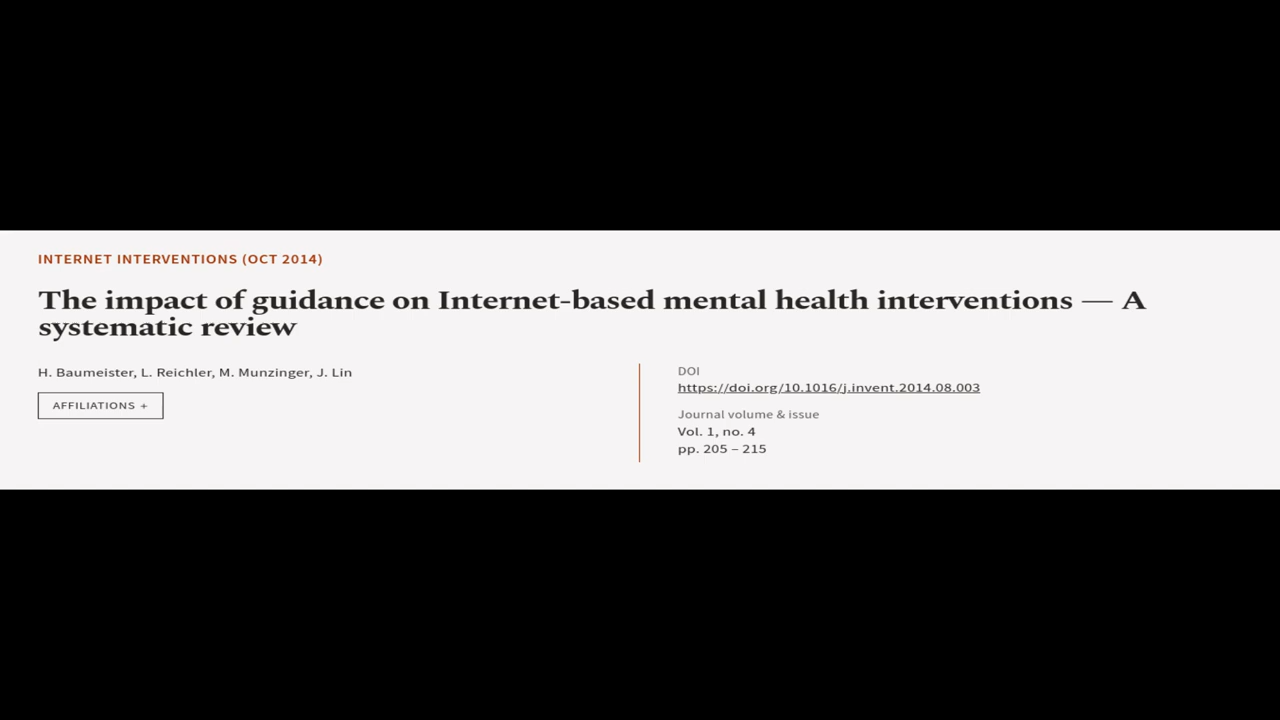 INTERNET INTERVENTIONS (OCT 2014)
The impact of guidance on Internet-based mental health interventions — A
systematic review
H. Baumeister, L. Reichler, M. Munzinger, J. Lin
AFFILIATIONS +
DOI
https://doi.org/10.1016/j.invent.2014.08.003
Journal volume & issue
Vol. 1, no. 4
pp. 205 – 215